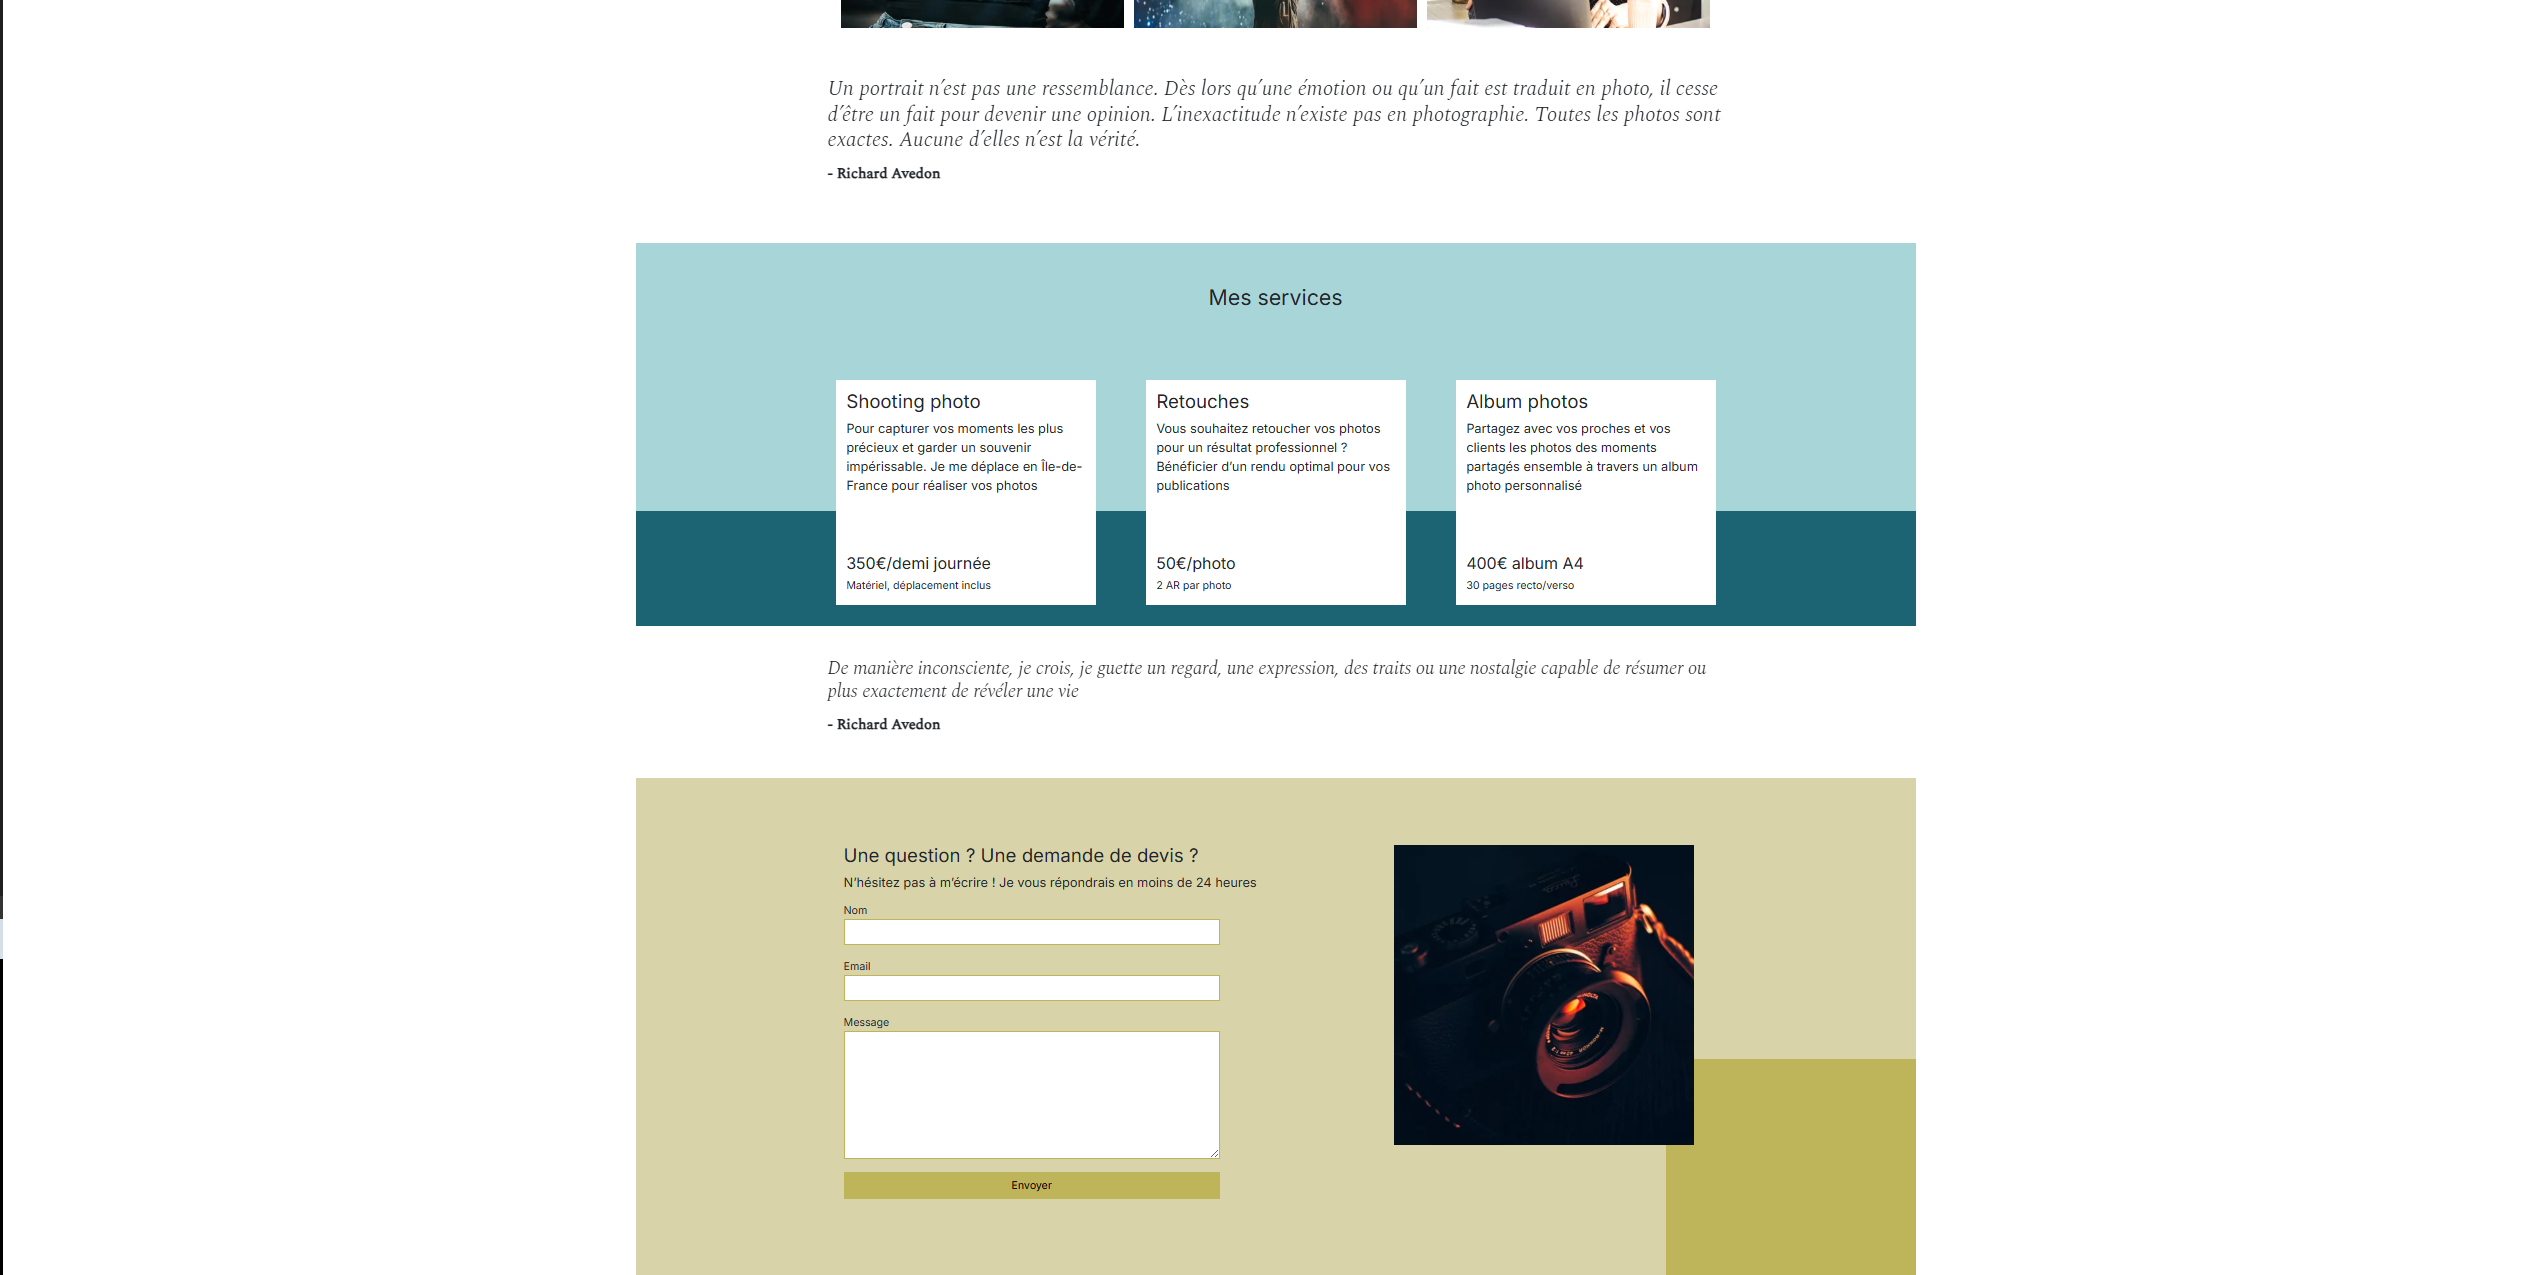 Un portrait n’est pas une ressemblance. Dès lors qu’une émotion ou qu’un fait est traduit en photo, il cesse
d’être un fait pour devenir une opinion. L’inexactitude n’existe pas en photographie. Toutes les photos sont
exactes. Aucune d’elles n’est la vérité.
- Richard Avedon
Mes services
Shooting photo
Pour capturer vos moments les plus
précieux et garder un souvenir
impérissable. Je me déplace en Île-de-
France pour réaliser vos photos
350€/demi journée
Matériel, déplacement inclus
Retouches
Vous souhaitez retoucher vos photos
pour un résultat professionnel ?
Bénéficier d’un rendu optimal pour vos
publications
50€/photo
2 AR par photo
Album photos
Partagez avec vos proches et vos
clients les photos des moments
partagés ensemble à travers un album
photo personnalisé
400€ album A4
30 pages recto/verso
De manière inconsciente, je crois, je guette un regard, une expression, des traits ou une nostalgie capable de résumer ou
plus exactement de révéler une vie
- Richard Avedon
Une question ? Une demande de devis ?
N’hésitez pas à m’écrire ! Je vous répondrais en moins de 24 heures
Nom
Email
Message
Envoyer